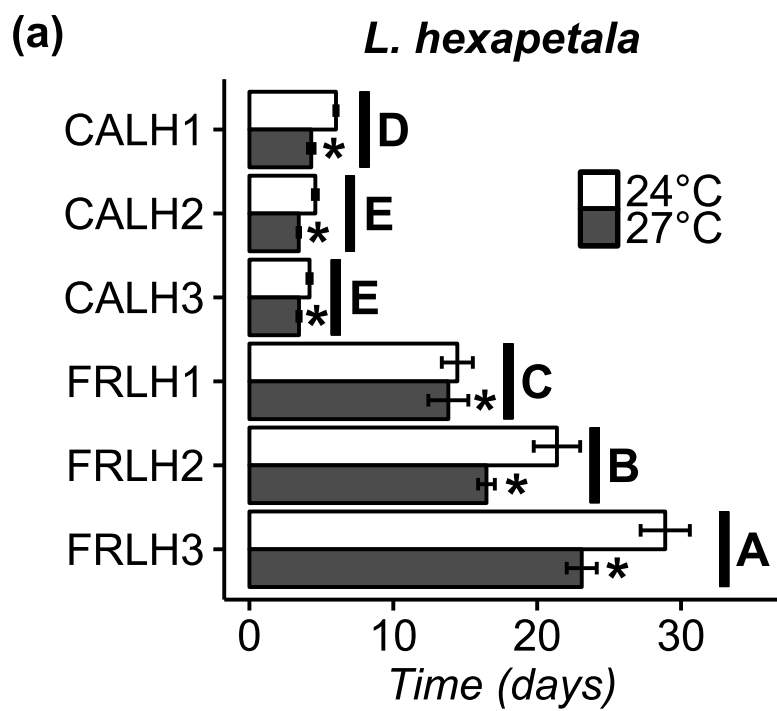 (a) L. hexapetala
CALH1 * D
CALH2 * E
CALH3 * E
FRLH1 * C
FRLH2 * B
FRLH3 * A
24°C
27°C
0 10 20 30
Time (days)